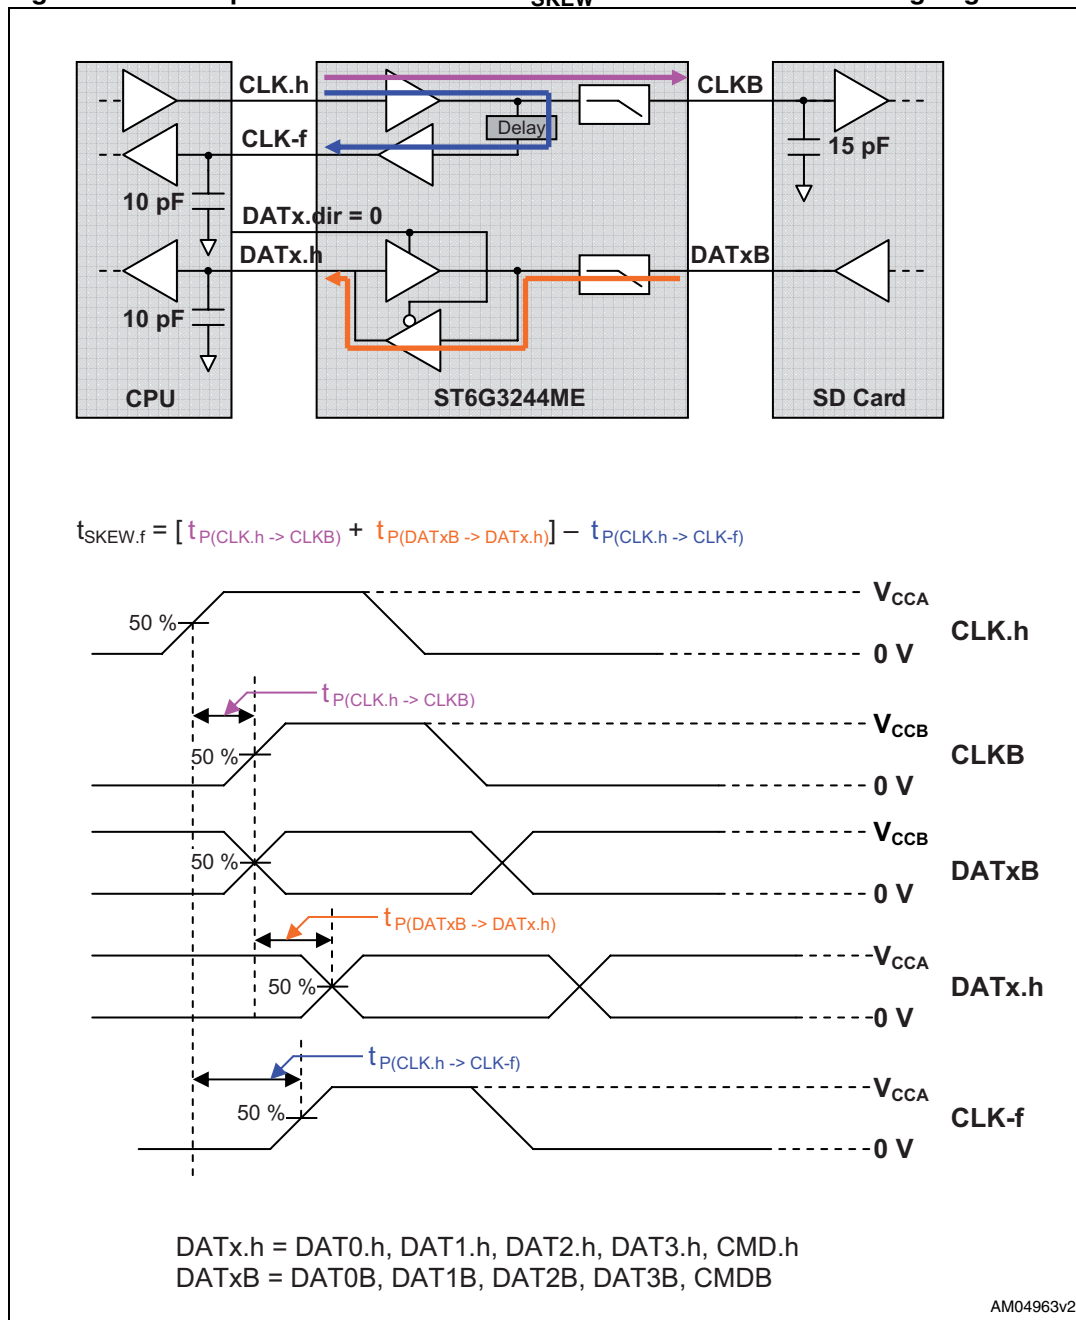 SKEW
CLK.h
CLKB
Delay
CLK-f
15 pF
10 pF
DATx.dir = 0
DATx.h
DATxB
10 pF
CPU
ST6G3244ME
SD Card
tSKEW.f = [ tP(CLK.h -> CLKB) + tP(DATxB -> DATx.h)] – tP(CLK.h -> CLK-f)
VCCA
50 %
CLK.h
0 V
tP(CLK.h -> CLKB)
VCCB
50 %
CLKB
0 V
VCCB
50 %
DATxB
0 V
tP(DATxB -> DATx.h)
VCCA
50 %
DATx.h
0 V
tP(CLK.h -> CLK-f)
VCCA
50 %
CLK-f
0 V
DATx.h = DAT0.h, DAT1.h, DAT2.h, DAT3.h, CMD.h
DATxB = DAT0B, DAT1B, DAT2B, DAT3B, CMDB
AM04963v2